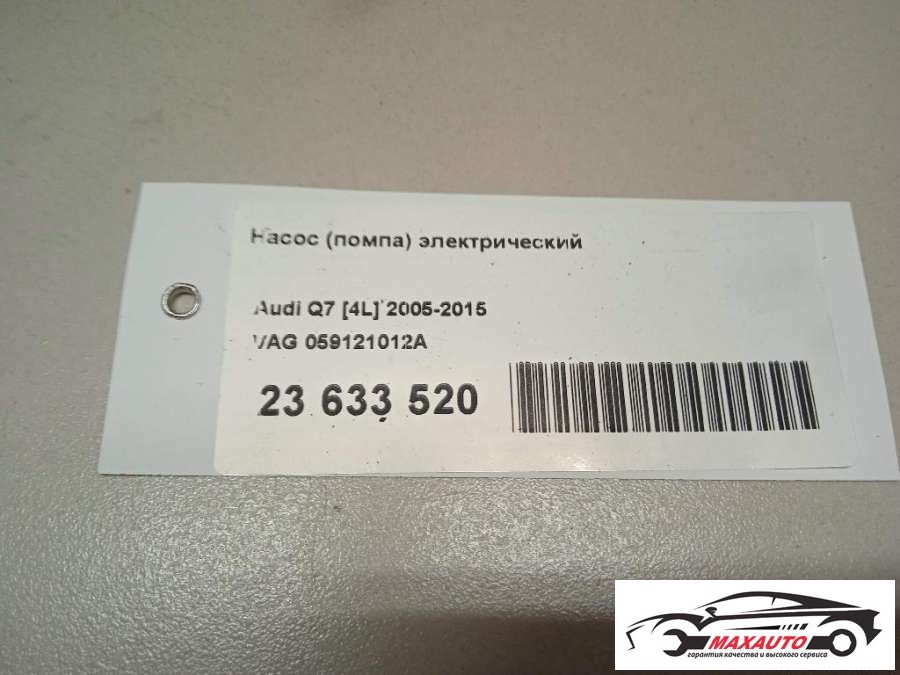 Насос (помпа) электрический
Audi Q7 [4L] 2005-2015
VAG 059121012A
23 633 520
MAXAUTO
гарантия качества и высокого сервиса